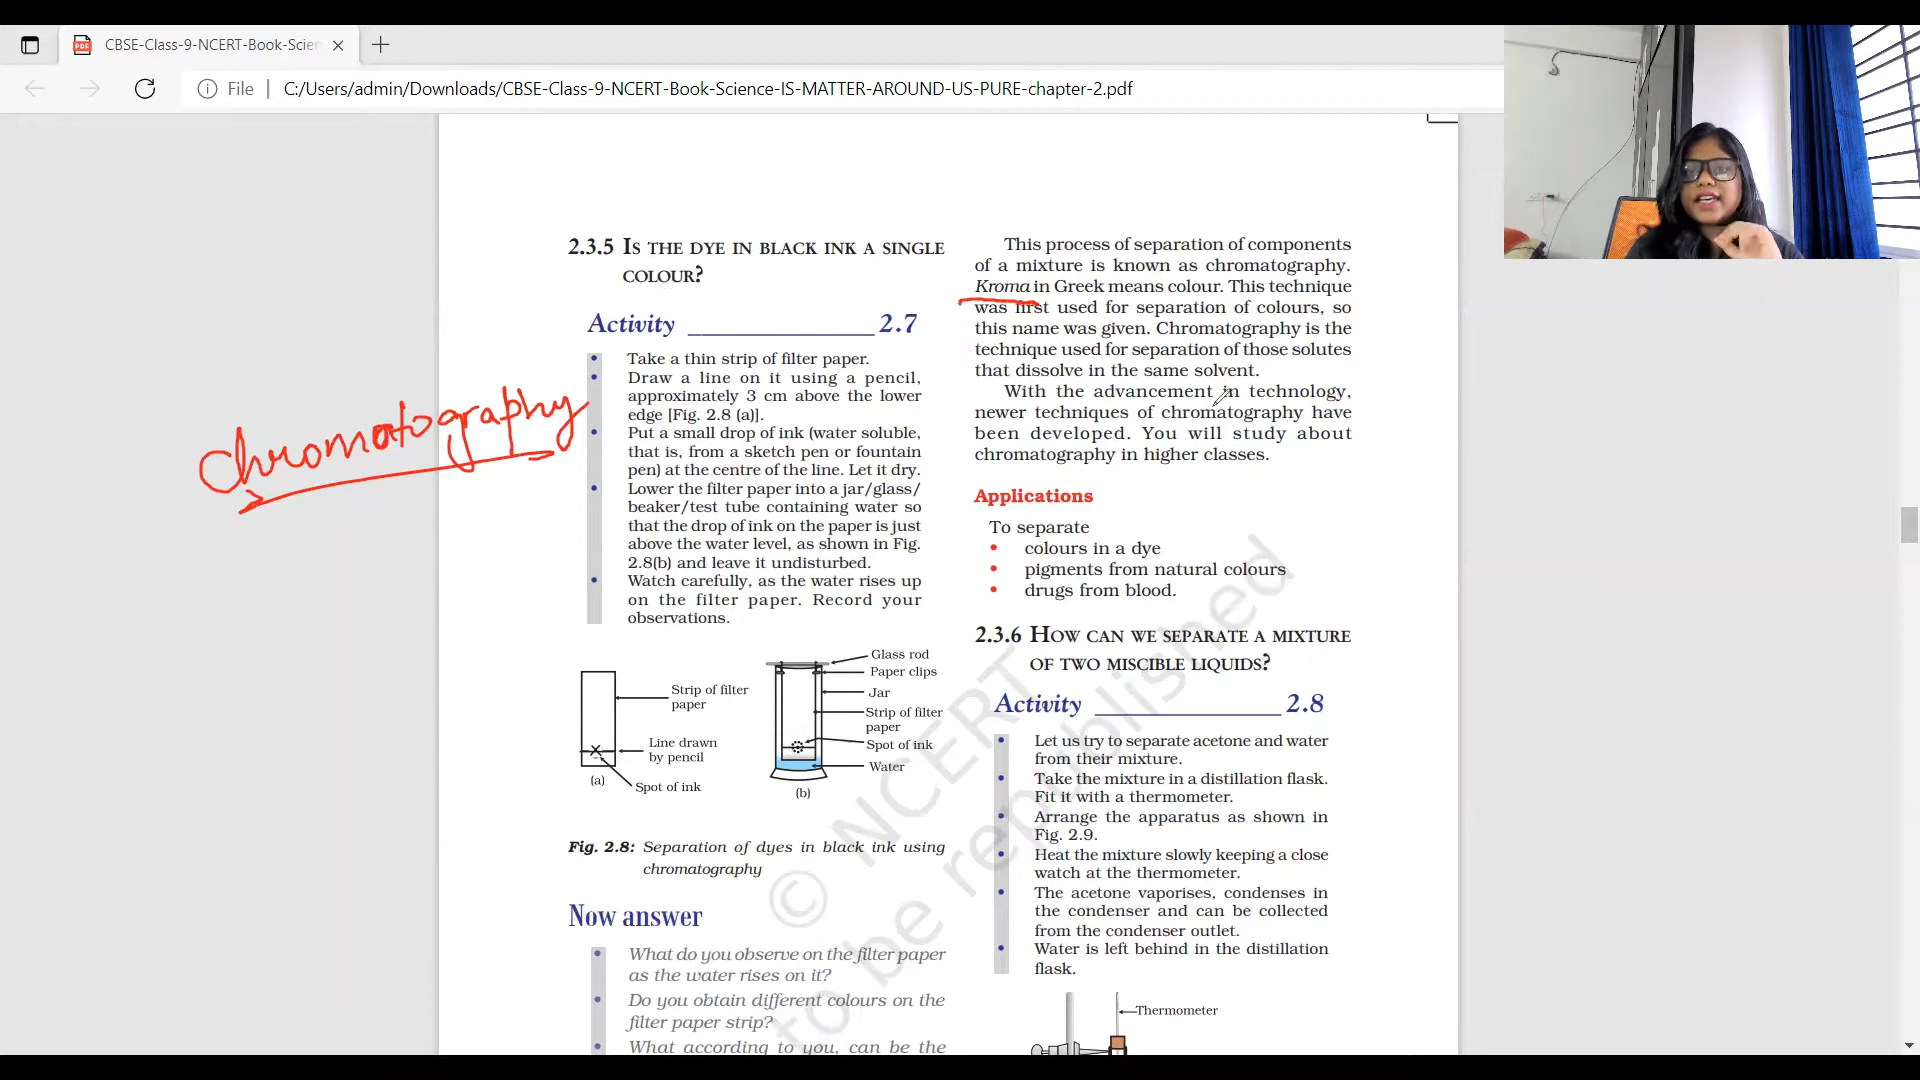 CBSE-Class-9-NCERT-Book-Scien
File
C:/Users/admin/Downloads/CBSE-Class-9-NCERT-Book-Science-IS-MATTER-AROUND-US-PURE-chapter-2.pdf
Chromatography
2.3.5 IS THE DYE IN BLACK INK A SINGLE
COLOUR?
Activity ___________________ 2.7
• Take a thin strip of filter paper.
• Draw a line on it using a pencil,
approximately 3 cm above the lower
edge [Fig. 2.8 (a)].
• Put a small drop of ink (water soluble,
that is, from a sketch pen or fountain
pen) at the centre of the line. Let it dry.
• Lower the filter paper into a jar/glass/
beaker/test tube containing water so
that the drop of ink on the paper is just
above the water level, as shown in Fig.
2.8(b) and leave it undisturbed.
• Watch carefully, as the water rises up
on the filter paper. Record your
observations.
Strip of filter
paper
Line drawn
by pencil
(a)
Spot of ink
Glass rod
Paper clips
Jar
Strip of filter
paper
Spot of ink
Water
(b)
Fig. 2.8: Separation of dyes in black ink using
chromatography
Now answer
• What do you observe on the filter paper
as the water rises on it?
• Do you obtain different colours on the
filter paper strip?
• What according to you, can be the
This process of separation of components
of a mixture is known as chromatography.
Kroma in Greek means colour. This technique
was first used for separation of colours, so
this name was given. Chromatography is the
technique used for separation of those solutes
that dissolve in the same solvent.
With the advancement in technology,
newer techniques of chromatography have
been developed. You will study about
chromatography in higher classes.
Applications
To separate
• colours in a dye
• pigments from natural colours
• drugs from blood.
2.3.6 HOW CAN WE SEPARATE A MIXTURE
OF TWO MISCIBLE LIQUIDS?
Activity ___________________ 2.8
• Let us try to separate acetone and water
from their mixture.
• Take the mixture in a distillation flask.
Fit it with a thermometer.
• Arrange the apparatus as shown in
Fig. 2.9.
• Heat the mixture slowly keeping a close
watch at the thermometer.
• The acetone vaporises, condenses in
the condenser and can be collected
from the condenser outlet.
• Water is left behind in the distillation
flask.
Thermometer
© NCERT
to be republished